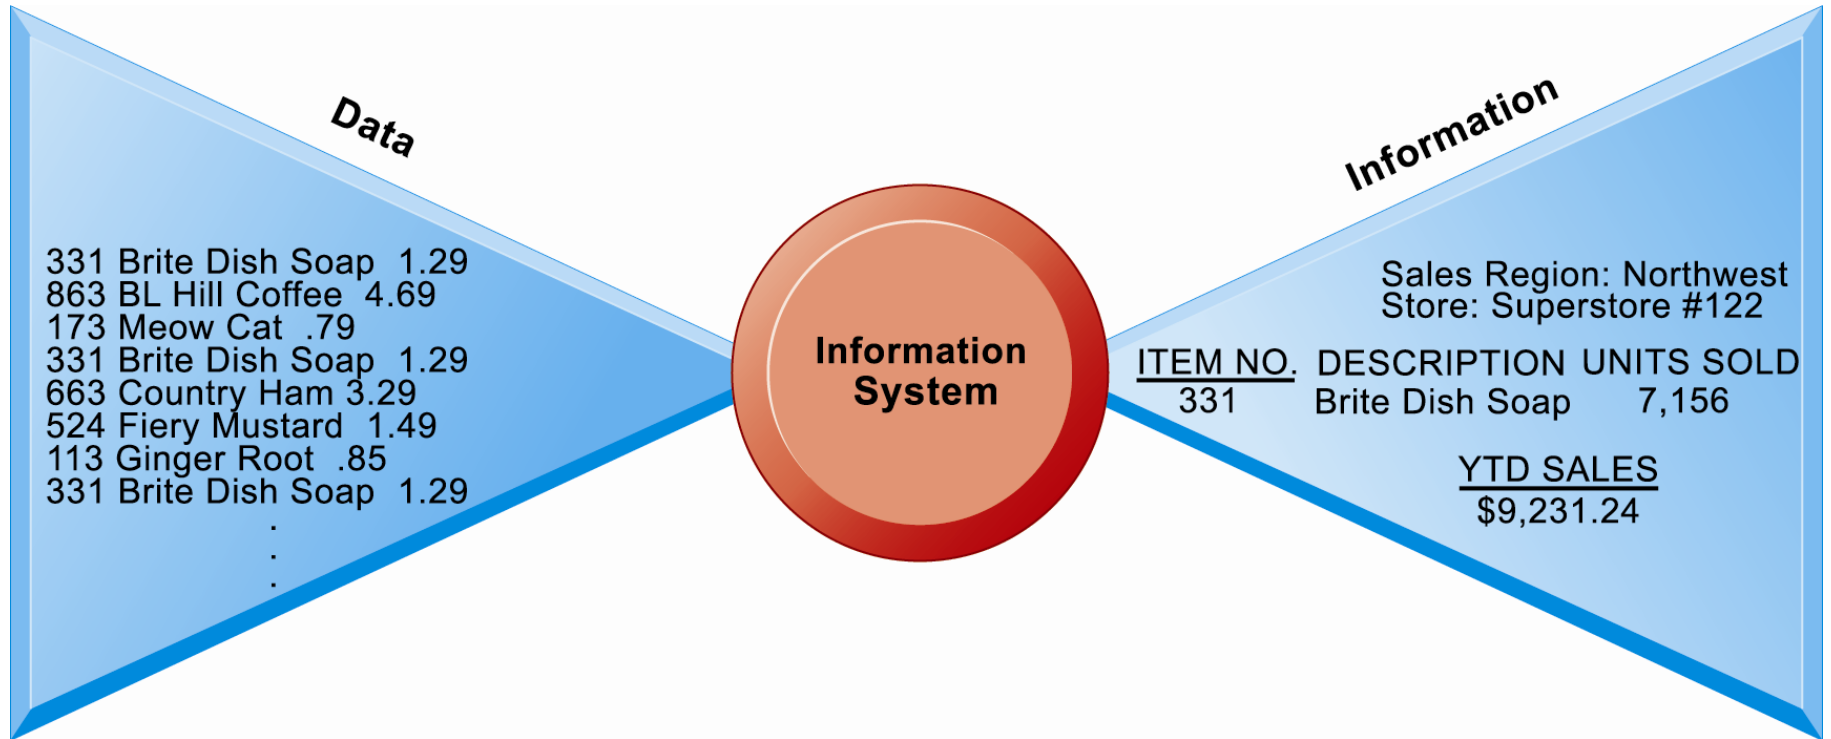 Data
331 Brite Dish Soap 1.29
863 BL Hill Coffee 4.69
173 Meow Cat .79
331 Brite Dish Soap 1.29
663 Country Ham 3.29
524 Fiery Mustard 1.49
113 Ginger Root .85
331 Brite Dish Soap 1.29
.
.
.
Information
System
Information
Sales Region: Northwest
Store: Superstore #122
ITEM NO. DESCRIPTION UNITS SOLD
331 Brite Dish Soap 7,156
YTD SALES
$9,231.24